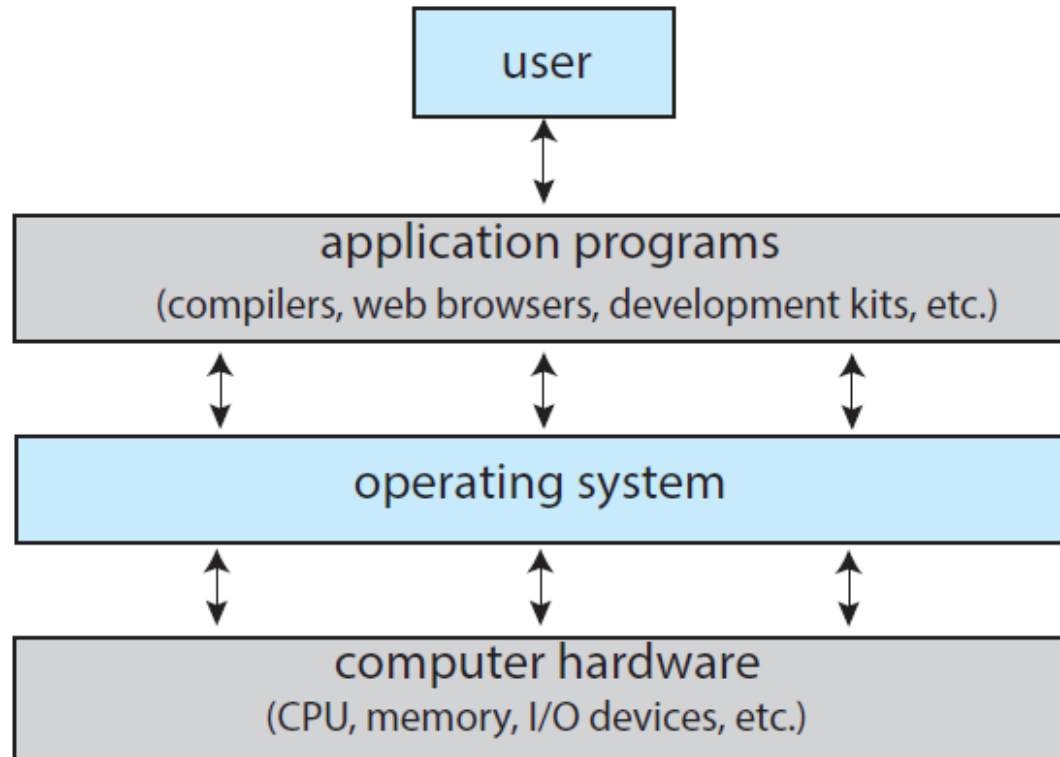 user
application programs
(compilers, web browsers, development kits, etc.)
operating system
computer hardware
(CPU, memory, I/O devices, etc.)